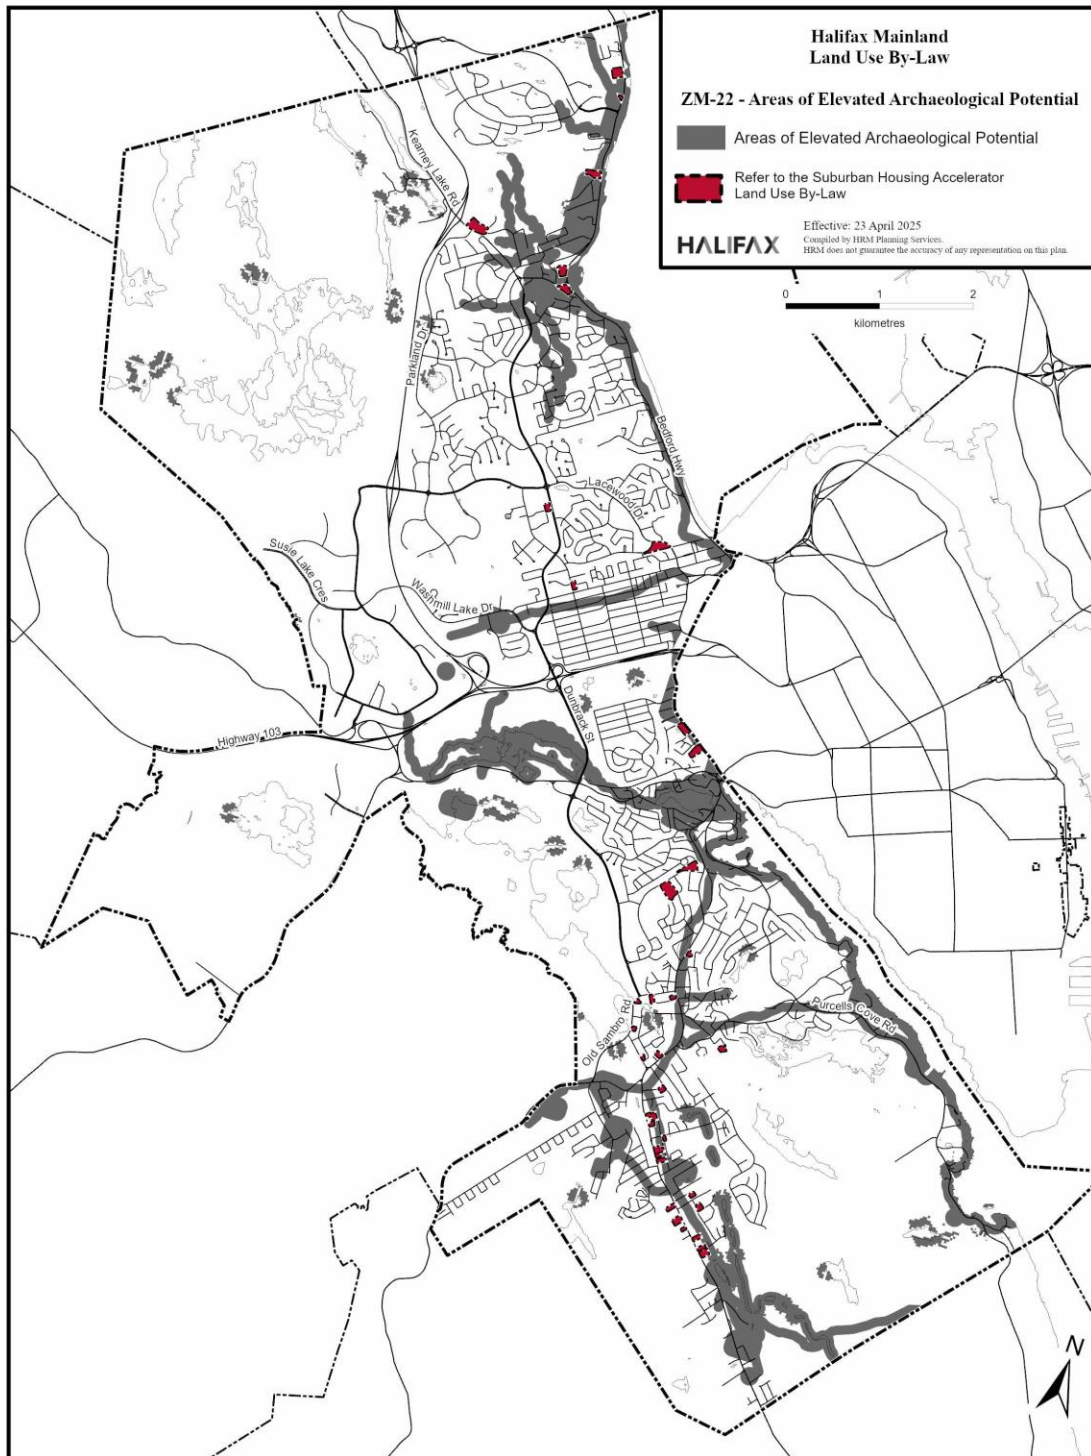 Halifax Mainland
Land Use By-Law
ZM-22 - Areas of Elevated Archaeological Potential
Areas of Elevated Archaeological Potential
Refer to the Suburban Housing Accelerator
Land Use By-Law
HALIFAX
Effective: 23 April 2025
Compiled by HRM Planning Services.
HRM does not guarantee the accuracy of any representation on this plan.
0 1 2
kilometres
Kearney Lake Rd
Parkland Dr
Bedford Hwy
Lacewood Dr
Susie Lake Cres
Washmill Lake Dr
Dunbrack St
Highway 103
Old Sambro Rd
Purcells Cove Rd
N